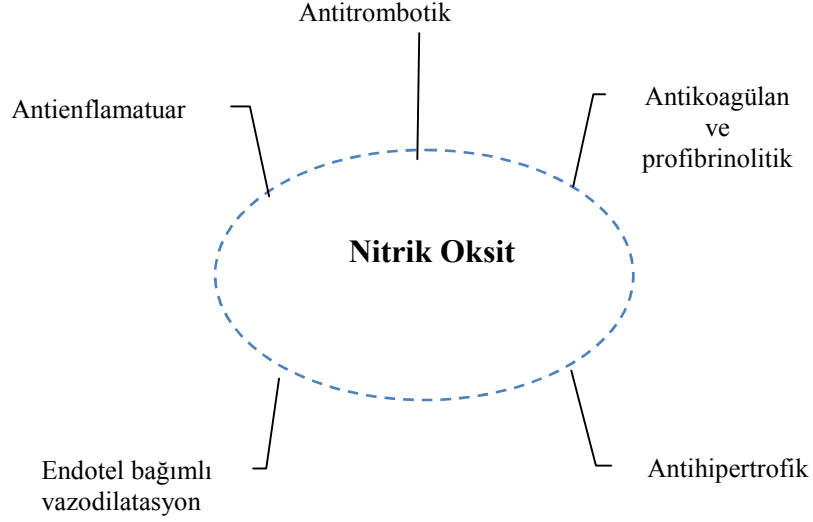 Antitrombotik
Antienflamatuar
Antikoagülan
ve
profibrinolitik
Nitrik Oksit
Endotel bağımlı
vazodilatasyon
Antihipertrofik